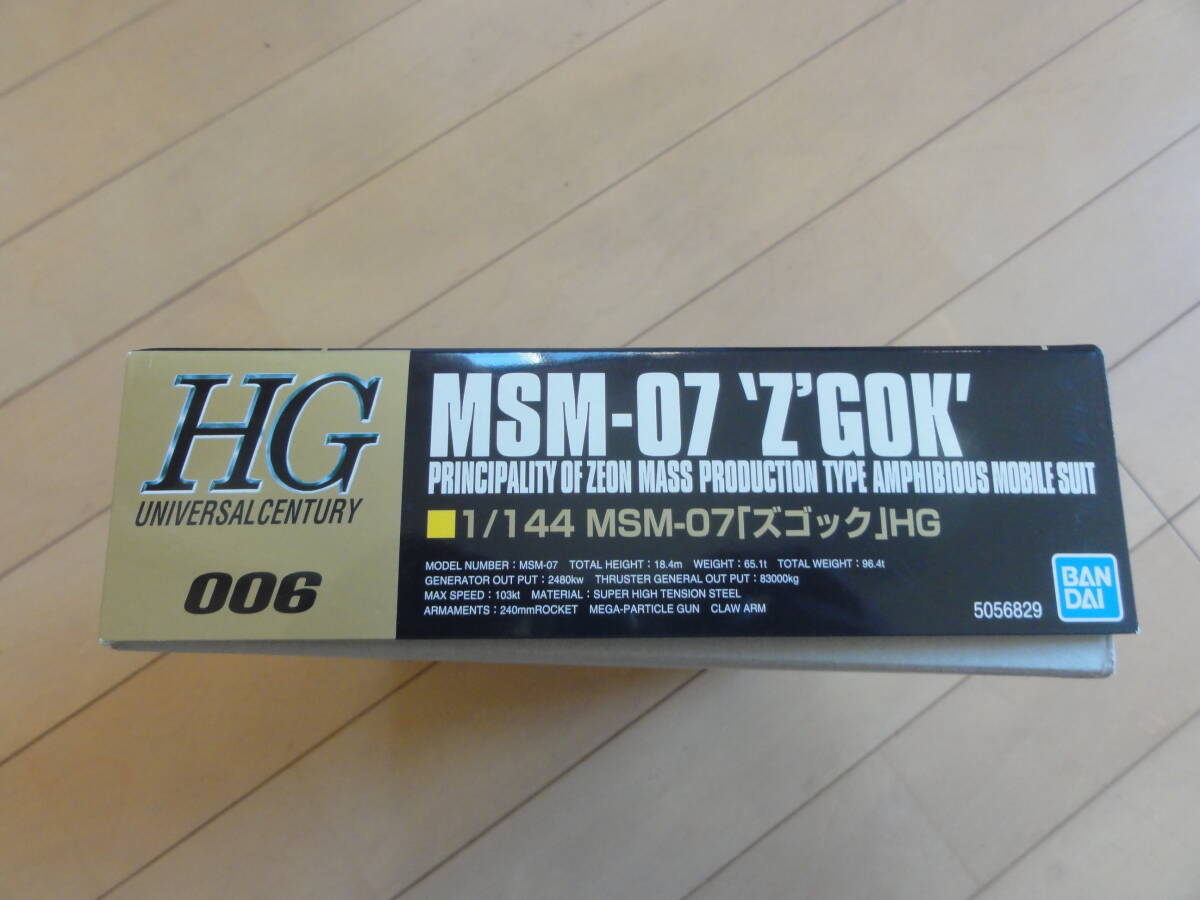 HG
UNIVERSAL CENTURY
006
MSM-07 'Z'GOK'
PRINCIPALITY OF ZEON MASS PRODUCTION TYPE AMPHIBIOUS MOBILE SUIT
■1/144 MSM-07「ズゴック」HG
MODEL NUMBER：MSM-07 TOTAL HEIGHT：18.4m WEIGHT：65.1t TOTAL WEIGHT：96.4t
GENERATOR OUT PUT：2480kw THRUSTER GENERAL OUT PUT：83000kg
MAX SPEED：103kt MATERIAL：SUPER HIGH TENSION STEEL
ARMAMENTS：240mmROCKET MEGA-PARTICLE GUN CLAW ARM
5056829
BAN
DAI